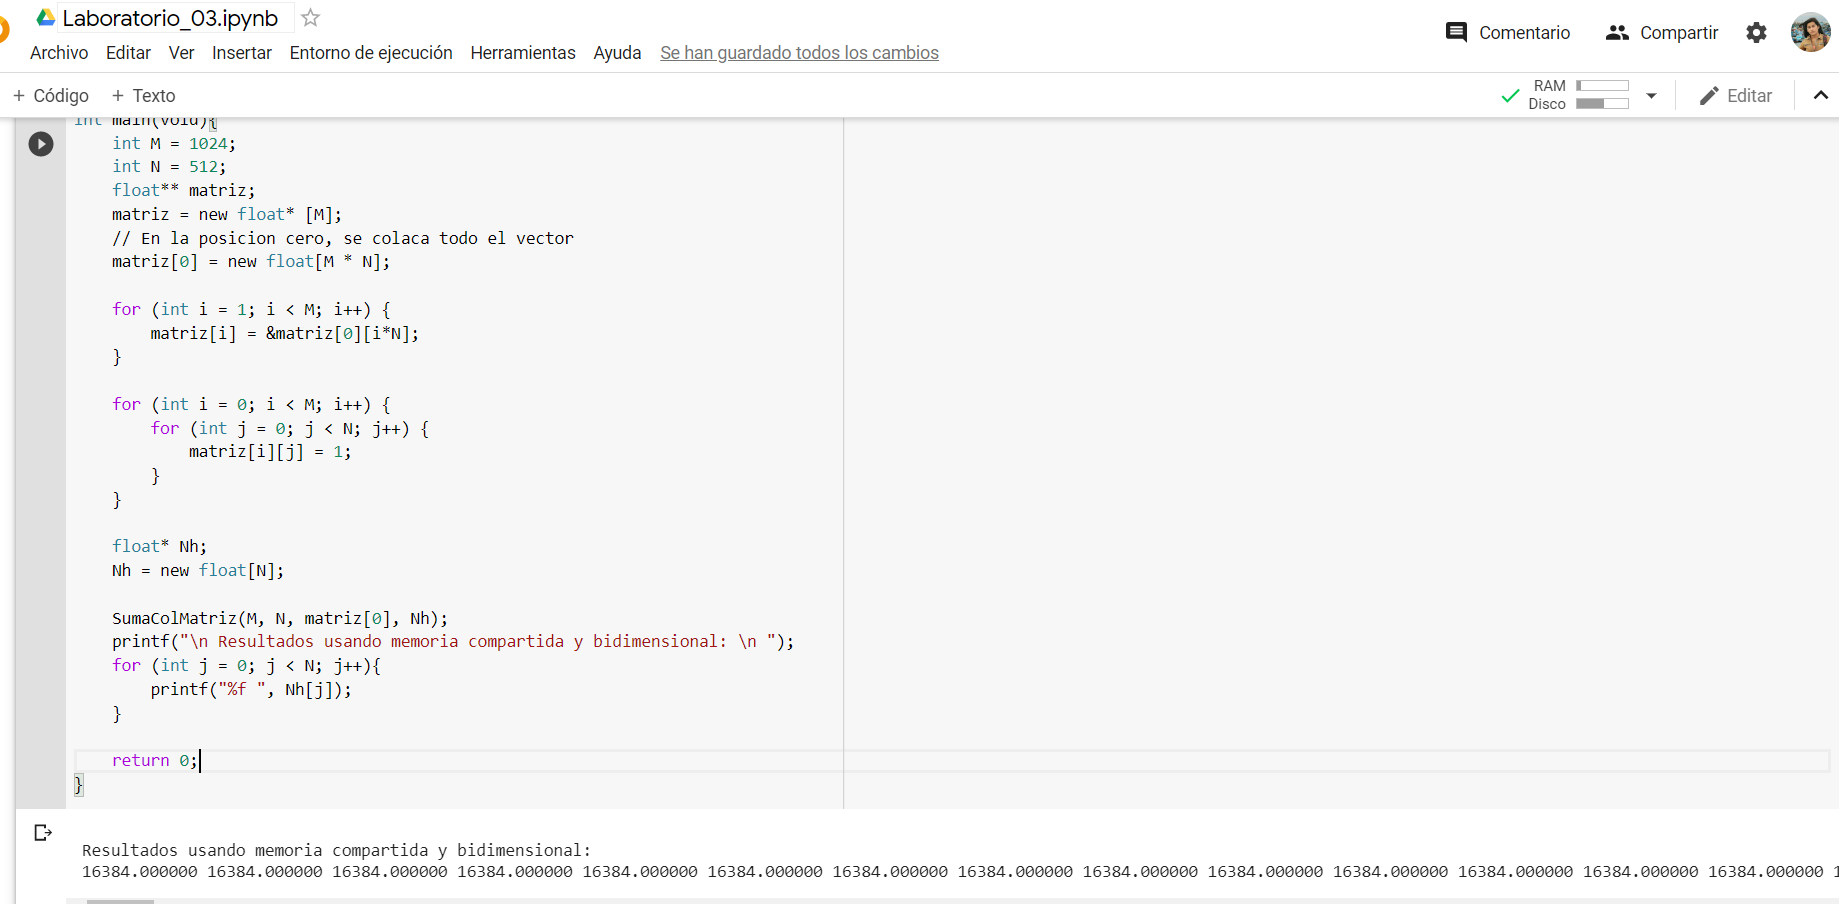 Laboratorio_03.ipynb
Comentario Compartir
Archivo Editar Ver Insertar Entorno de ejecución Herramientas Ayuda Se han guardado todos los cambios
+ Código + Texto
RAM
Disco
Editar
int main(void){
int M = 1024;
int N = 512;
float** matriz;
matriz = new float* [M];
// En la posicion cero, se colaca todo el vector
matriz[0] = new float[M * N];
for (int i = 1; i < M; i++) {
matriz[i] = &matriz[0][i*N];
}
for (int i = 0; i < M; i++) {
for (int j = 0; j < N; j++) {
matriz[i][j] = 1;
}
}
float* Nh;
Nh = new float[N];
SumaColMatriz(M, N, matriz[0], Nh);
printf("\n Resultados usando memoria compartida y bidimensional: \n ");
for (int j = 0; j < N; j++){
printf("%f ", Nh[j]);
}
return 0;
}
Resultados usando memoria compartida y bidimensional:
16384.000000 16384.000000 16384.000000 16384.000000 16384.000000 16384.000000 16384.000000 16384.000000 16384.000000 16384.000000 16384.000000 16384.000000 16384.000000 16384.000000 1